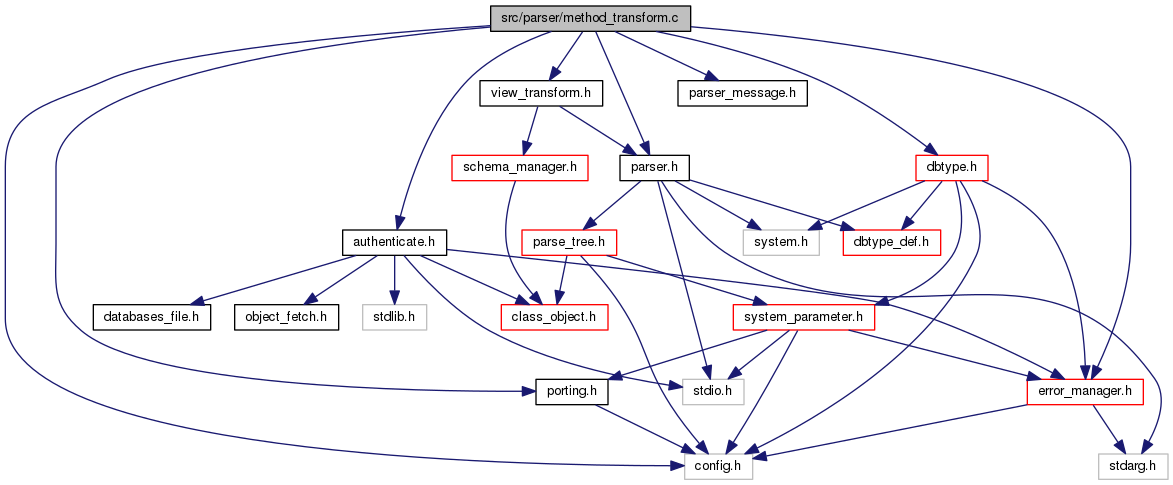 src/parser/method_transform.c
view_transform.h
parser_message.h
schema_manager.h
parser.h
dbtype.h
authenticate.h
parse_tree.h
system.h
dbtype_def.h
databases_file.h
object_fetch.h
stdlib.h
class_object.h
system_parameter.h
porting.h
stdio.h
error_manager.h
config.h
stdarg.h